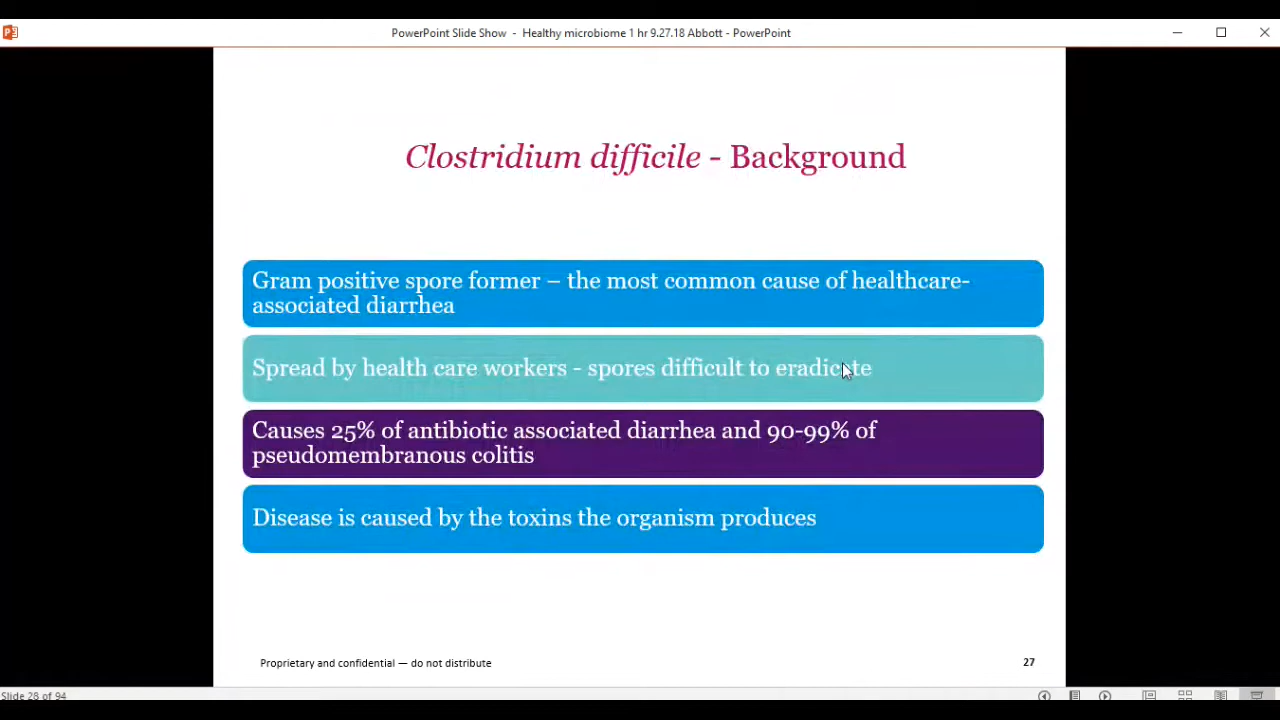 PowerPoint Slide Show - Healthy microbiome 1 hr 9.27.18 Abbott - PowerPoint
Clostridium difficile - Background
Gram positive spore former – the most common cause of healthcare-
associated diarrhea
Spread by health care workers - spores difficult to eradicate
Causes 25% of antibiotic associated diarrhea and 90-99% of
pseudomembranous colitis
Disease is caused by the toxins the organism produces
Proprietary and confidential — do not distribute
27
Slide 28 of 94